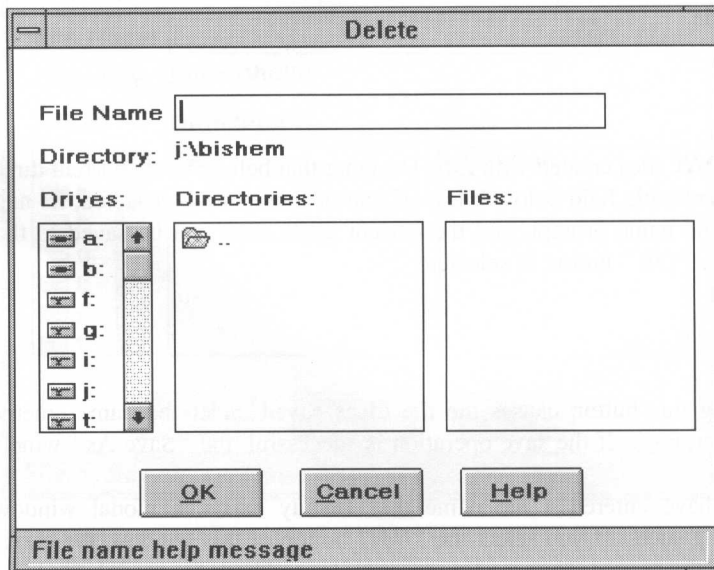 Delete
File Name
Directory: j:\bishem
Drives: Directories: Files:
a: ..
b:
f:
g:
i:
j:
t:
OK Cancel Help
File name help message